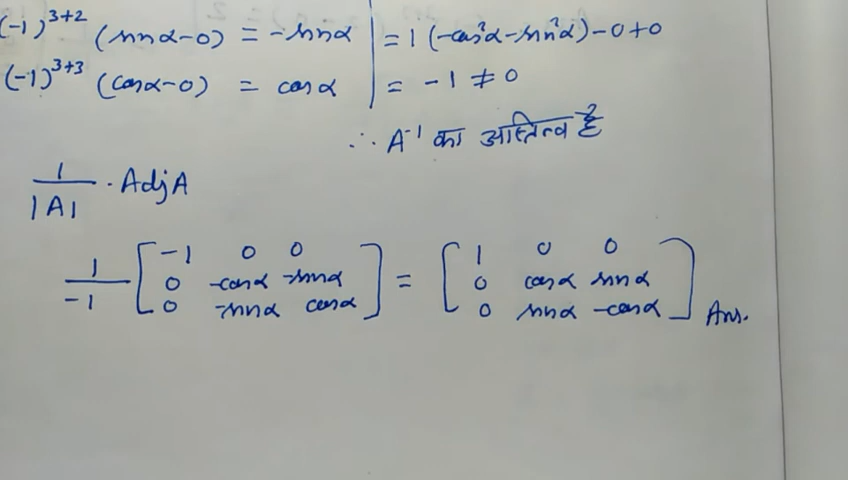 (-1)³⁺² (sinα-0) = -sinα | = 1 (-cos²α-sin²α)-0+0
(-1)³⁺³ (cosα-0) = cosα | = -1 ≠ 0
∴ A⁻¹ का अस्तित्व है
1/|A| · Adj A
1/-1 [-1 0 0; 0 -cosα -sinα; 0 -sinα cosα] = [1 0 0; 0 cosα sinα; 0 sinα -cosα] Ans.